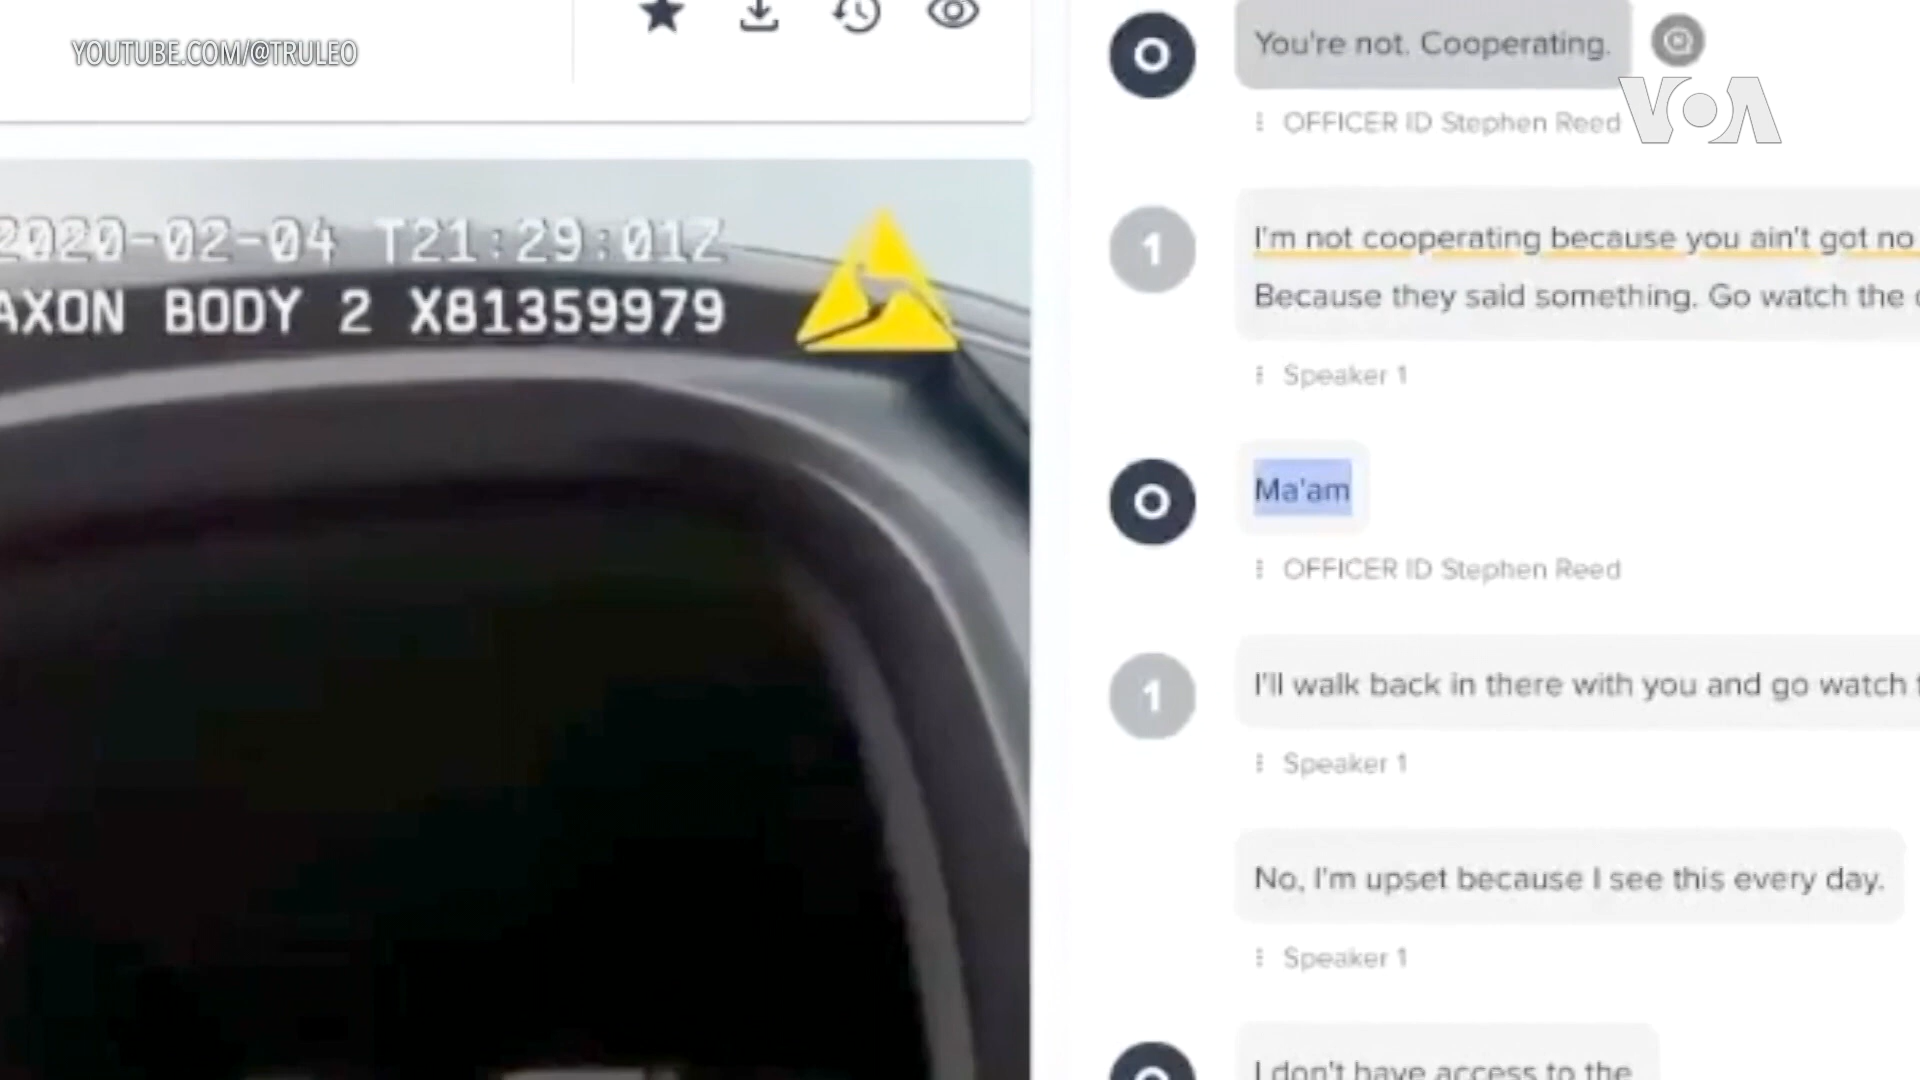 YOUTUBE.COM/@TRULEO
2020-02-04 T21:29:01Z
AXON BODY 2 X81359979
O
You're not. Cooperating.
OFFICER ID Stephen Reed
VOA
1
I'm not cooperating because you ain't got no
Because they said something. Go watch the
Speaker 1
O
Ma'am
OFFICER ID Stephen Reed
1
I'll walk back in there with you and go watch
Speaker 1
No, I'm upset because I see this every day.
Speaker 1
O
I don't have access to the